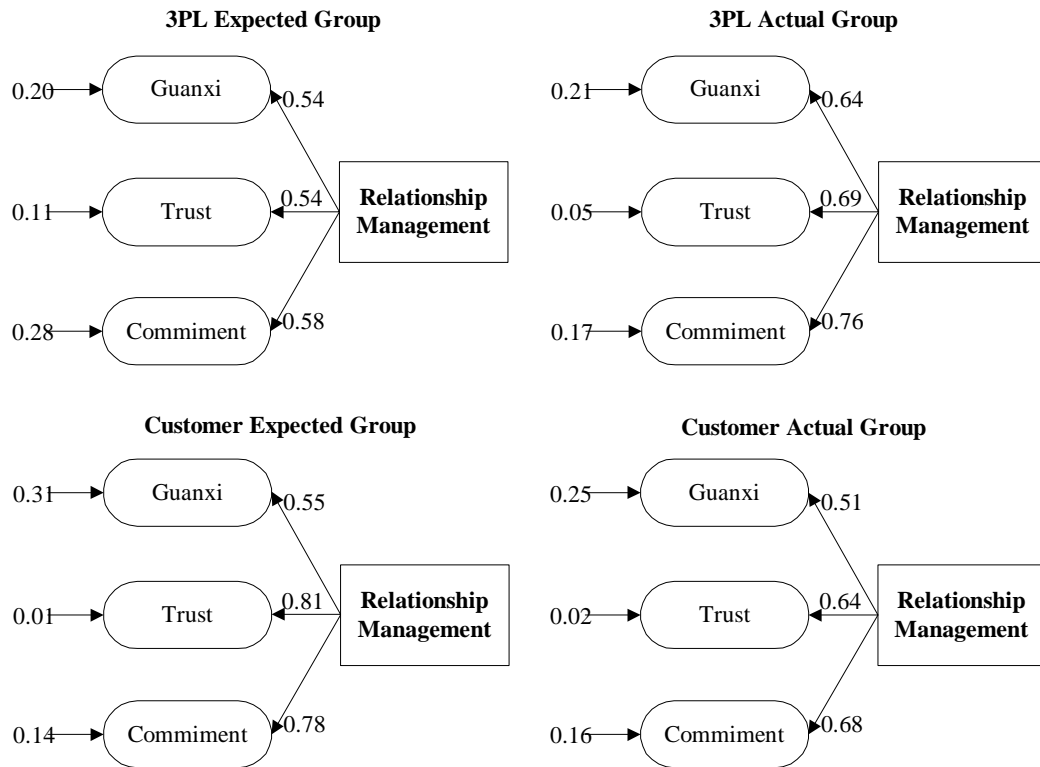 3PL Expected Group
0.20
Guanxi
0.54
0.11
Trust
0.54
Relationship
Management
0.28
Commiment
0.58
3PL Actual Group
0.21
Guanxi
0.64
0.05
Trust
0.69
Relationship
Management
0.17
Commiment
0.76
Customer Expected Group
0.31
Guanxi
0.55
0.01
Trust
0.81
Relationship
Management
0.14
Commiment
0.78
Customer Actual Group
0.25
Guanxi
0.51
0.02
Trust
0.64
Relationship
Management
0.16
Commiment
0.68